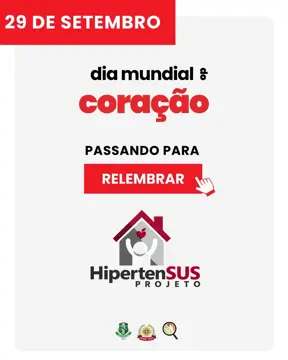 29 DE SETEMBRO
dia mundial do
coração
PASSANDO PARA
RELEMBRAR
HipertenSUS
PROJETO